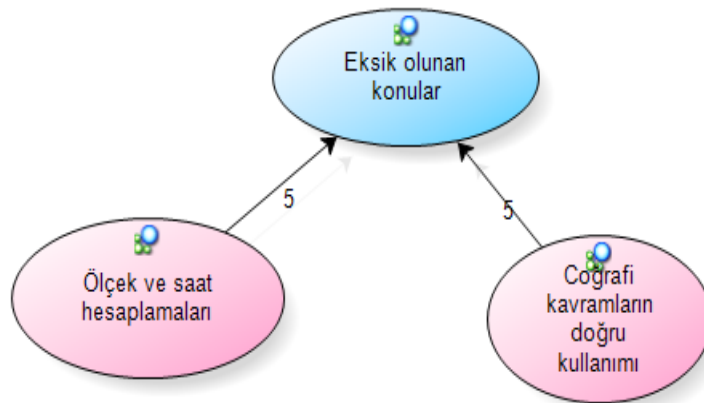 Eksik olunan
konular
5
5
Ölçek ve saat
hesaplamaları
Coğrafi
kavramların
doğru
kullanımı